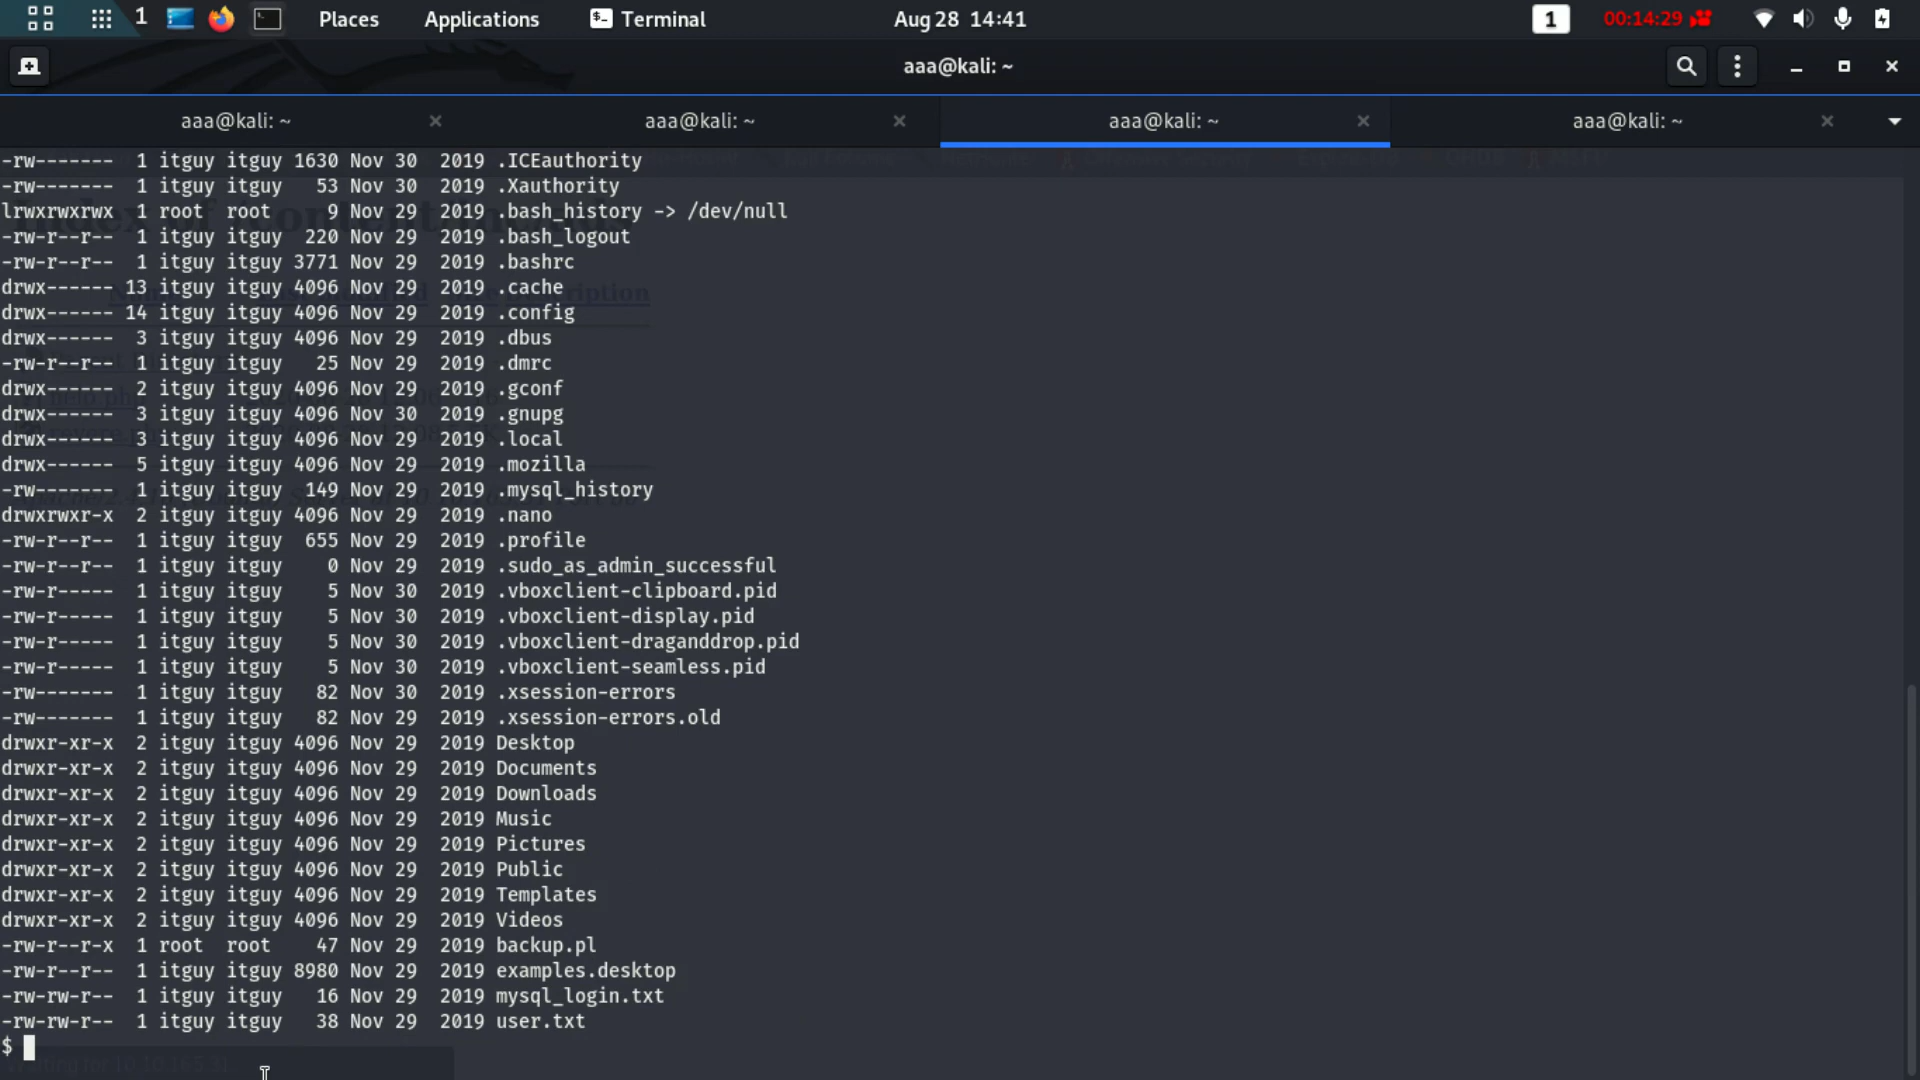 1 Places Applications Terminal Aug 28 14:41 1 00:14:29
aaa@kali: ~
aaa@kali: ~ aaa@kali: ~ aaa@kali: ~ aaa@kali: ~
-rw------- 1 itguy itguy 1630 Nov 30 2019 .ICEauthority
-rw------- 1 itguy itguy 53 Nov 30 2019 .Xauthority
lrwxrwxrwx 1 root root 9 Nov 29 2019 .bash_history -> /dev/null
-rw-r--r-- 1 itguy itguy 220 Nov 29 2019 .bash_logout
-rw-r--r-- 1 itguy itguy 3771 Nov 29 2019 .bashrc
drwx------ 13 itguy itguy 4096 Nov 29 2019 .cache
drwx------ 14 itguy itguy 4096 Nov 29 2019 .config
drwx------ 3 itguy itguy 4096 Nov 29 2019 .dbus
-rw-r--r-- 1 itguy itguy 25 Nov 29 2019 .dmrc
drwx------ 2 itguy itguy 4096 Nov 29 2019 .gconf
drwx------ 3 itguy itguy 4096 Nov 30 2019 .gnupg
drwx------ 3 itguy itguy 4096 Nov 29 2019 .local
drwx------ 5 itguy itguy 4096 Nov 29 2019 .mozilla
-rw------- 1 itguy itguy 149 Nov 29 2019 .mysql_history
drwxrwxr-x 2 itguy itguy 4096 Nov 29 2019 .nano
-rw-r--r-- 1 itguy itguy 655 Nov 29 2019 .profile
-rw-r--r-- 1 itguy itguy 0 Nov 29 2019 .sudo_as_admin_successful
-rw-r----- 1 itguy itguy 5 Nov 30 2019 .vboxclient-clipboard.pid
-rw-r----- 1 itguy itguy 5 Nov 30 2019 .vboxclient-display.pid
-rw-r----- 1 itguy itguy 5 Nov 30 2019 .vboxclient-draganddrop.pid
-rw-r----- 1 itguy itguy 5 Nov 30 2019 .vboxclient-seamless.pid
-rw------- 1 itguy itguy 82 Nov 30 2019 .xsession-errors
-rw------- 1 itguy itguy 82 Nov 29 2019 .xsession-errors.old
drwxr-xr-x 2 itguy itguy 4096 Nov 29 2019 Desktop
drwxr-xr-x 2 itguy itguy 4096 Nov 29 2019 Documents
drwxr-xr-x 2 itguy itguy 4096 Nov 29 2019 Downloads
drwxr-xr-x 2 itguy itguy 4096 Nov 29 2019 Music
drwxr-xr-x 2 itguy itguy 4096 Nov 29 2019 Pictures
drwxr-xr-x 2 itguy itguy 4096 Nov 29 2019 Public
drwxr-xr-x 2 itguy itguy 4096 Nov 29 2019 Templates
drwxr-xr-x 2 itguy itguy 4096 Nov 29 2019 Videos
-rw-r--r-x 1 root root 47 Nov 29 2019 backup.pl
-rw-r--r-- 1 itguy itguy 8980 Nov 29 2019 examples.desktop
-rw-rw-r-- 1 itguy itguy 16 Nov 29 2019 mysql_login.txt
-rw-rw-r-- 1 itguy itguy 38 Nov 29 2019 user.txt
$